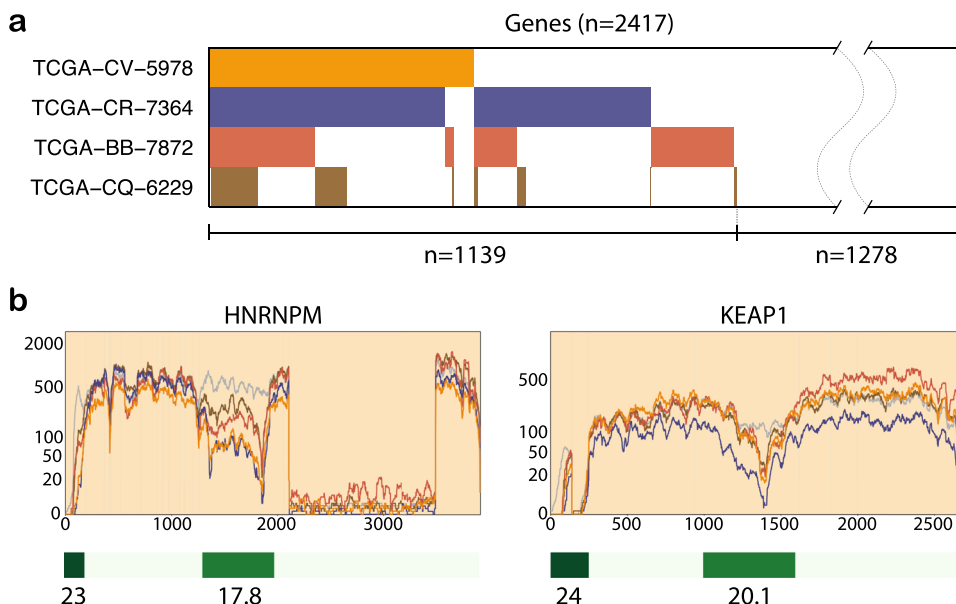 a
Genes (n=2417)
TCGA−CV−5978
TCGA−CR−7364
TCGA−BB−7872
TCGA−CQ−6229
n=1139
n=1278
b
HNRNPM
2000
500
100
50
20
0
0
1000
2000
3000
23
17.8
KEAP1
500
100
50
20
0
0
500
1000
1500
2000
2500
24
20.1